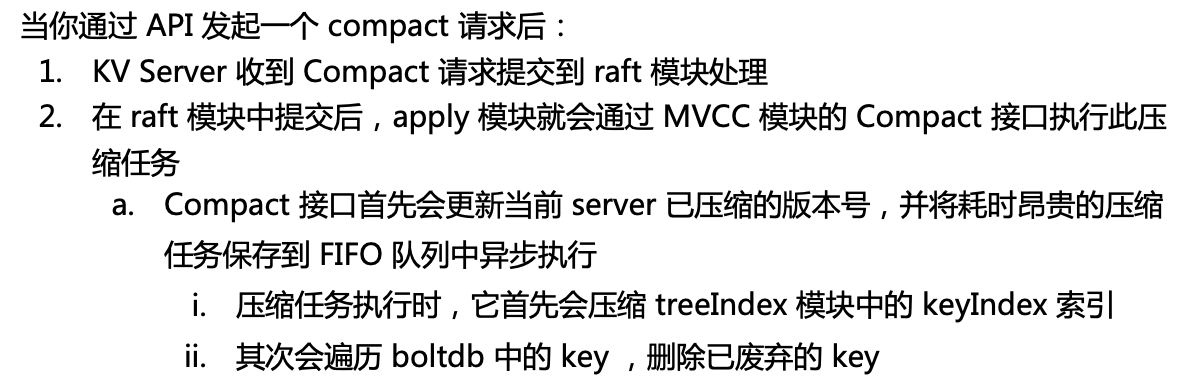 当你通过 API 发起一个 compact 请求后：
1. KV Server 收到 Compact 请求提交到 raft 模块处理
2. 在 raft 模块中提交后，apply 模块就会通过 MVCC 模块的 Compact 接口执行此压
缩任务
a. Compact 接口首先会更新当前 server 已压缩的版本号，并将耗时昂贵的压缩
任务保存到 FIFO 队列中异步执行
i. 压缩任务执行时，它首先会压缩 treeIndex 模块中的 keyIndex 索引
ii. 其次会遍历 boltdb 中的 key ，删除已废弃的 key